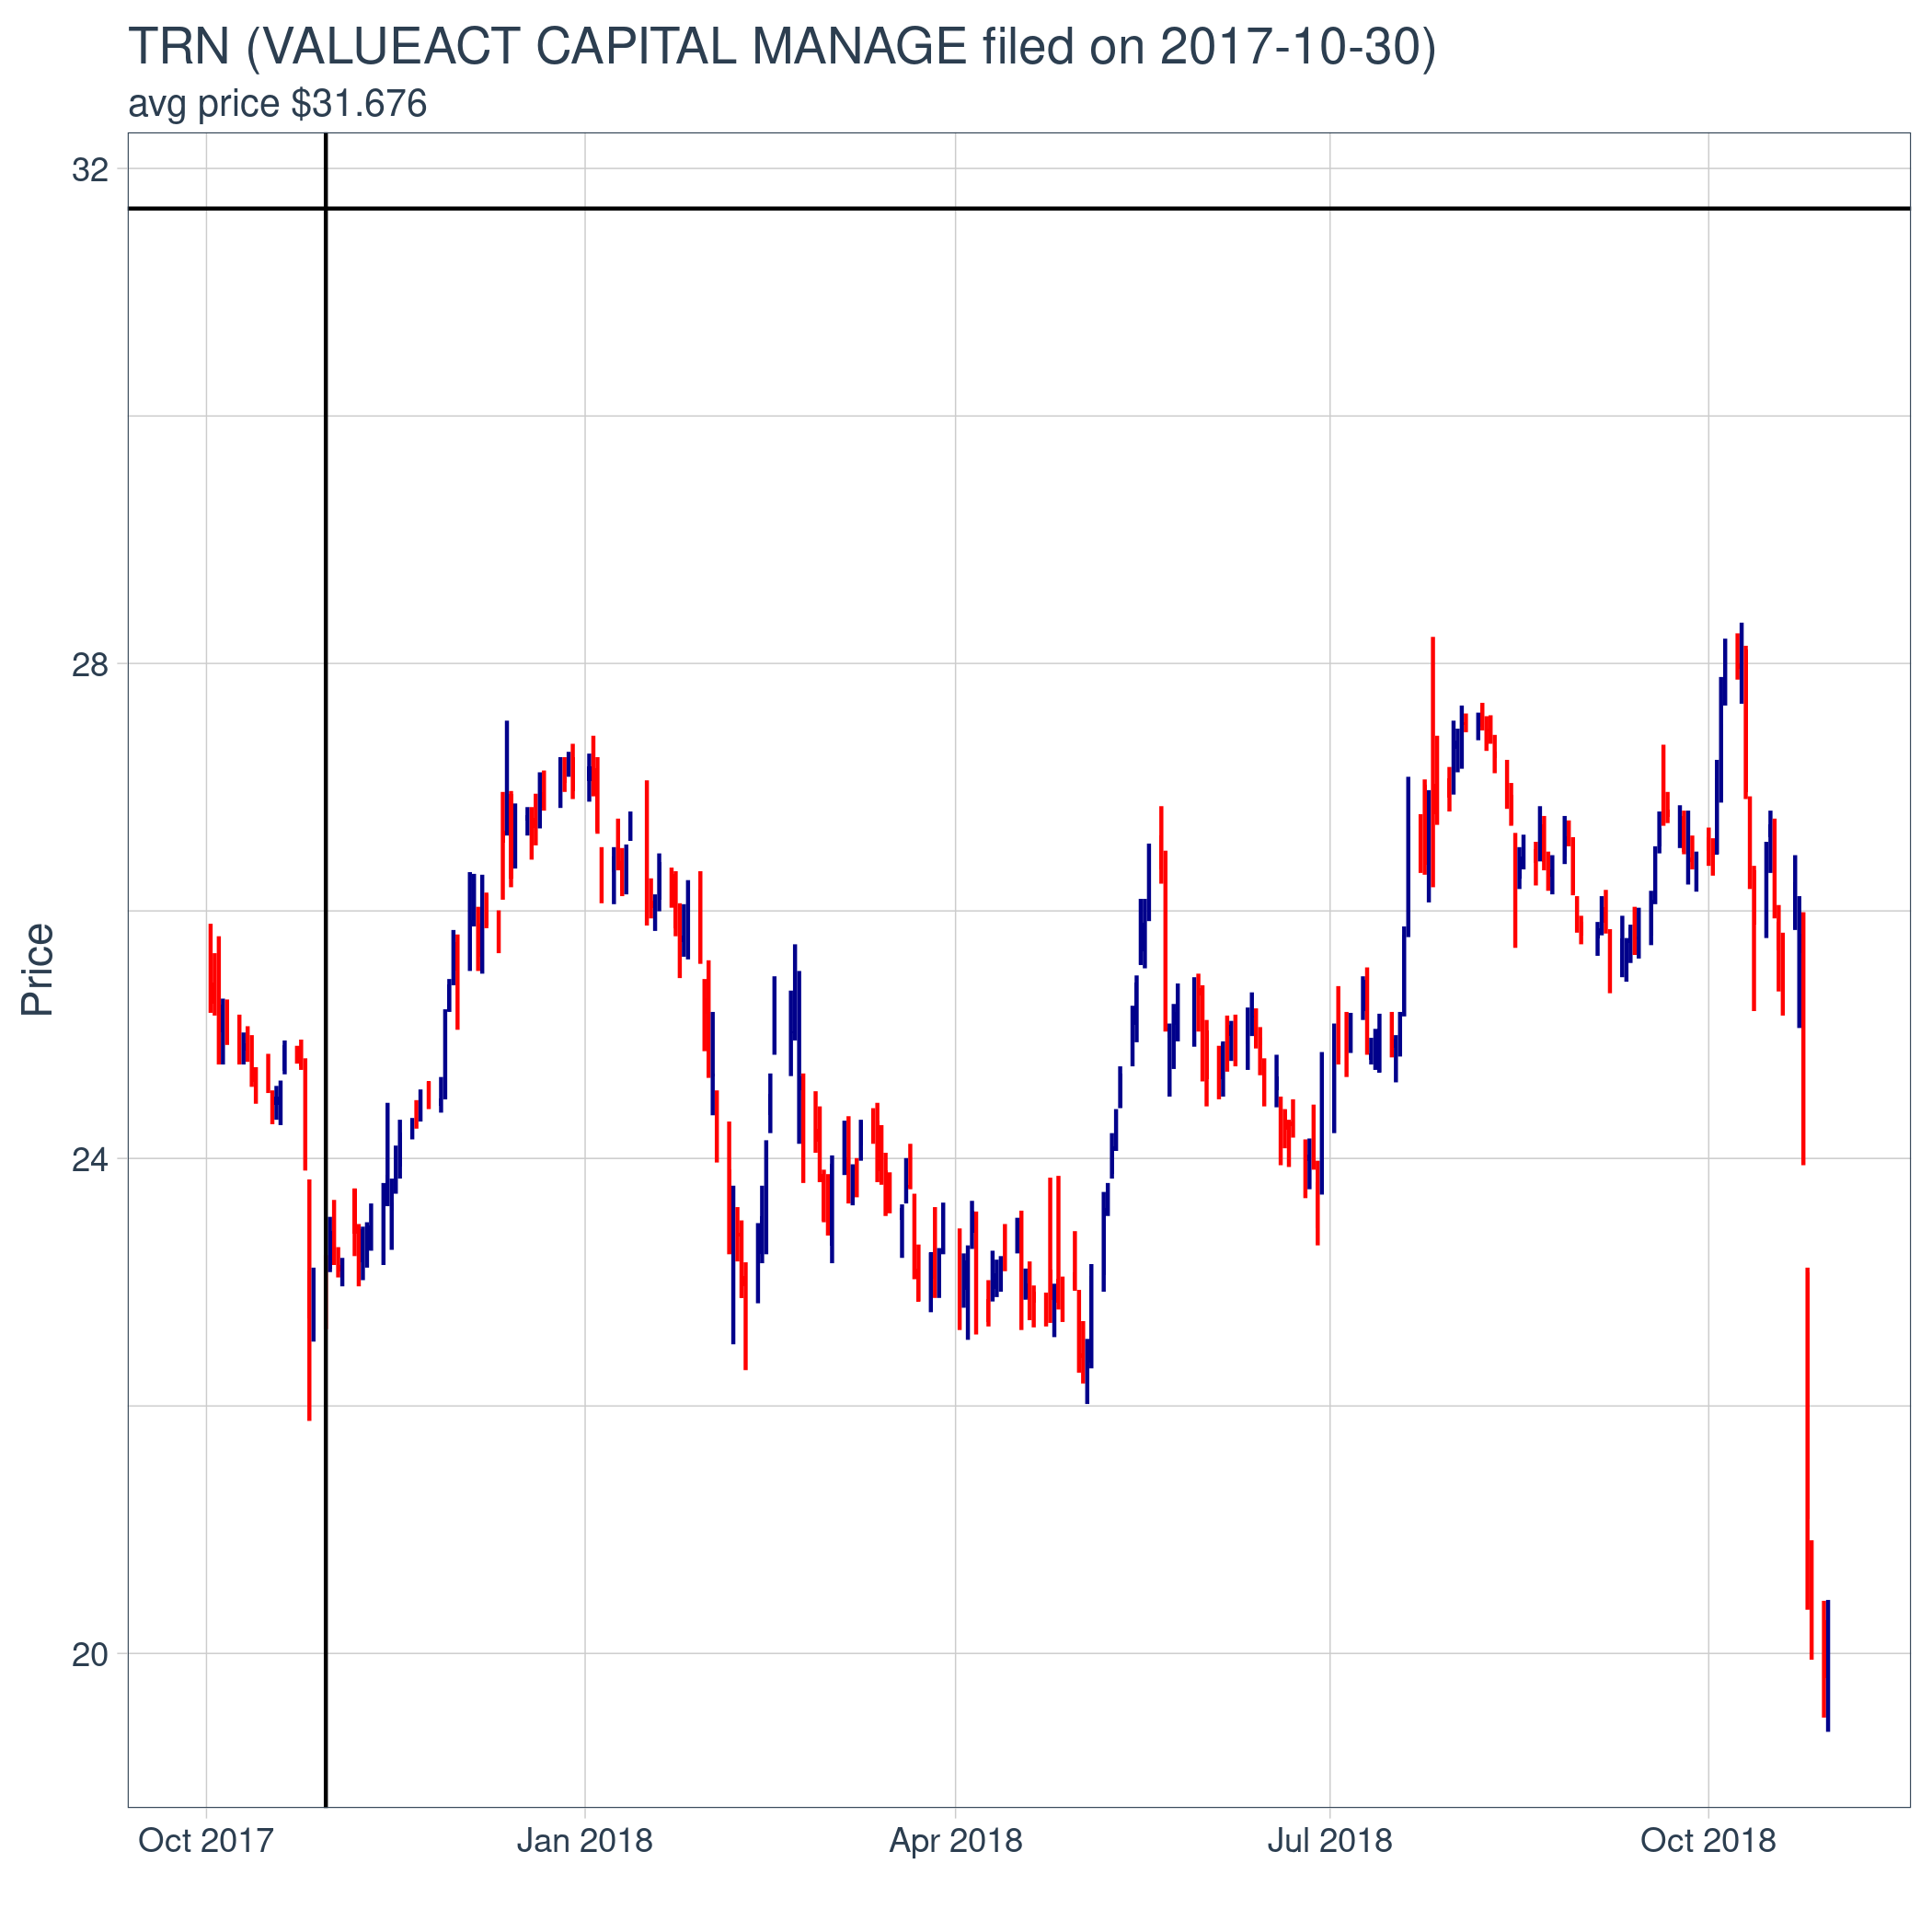 TRN (VALUEACT CAPITAL MANAGE filed on 2017-10-30)
avg price $31.676
32
28
24
20
Price
Oct 2017
Jan 2018
Apr 2018
Jul 2018
Oct 2018